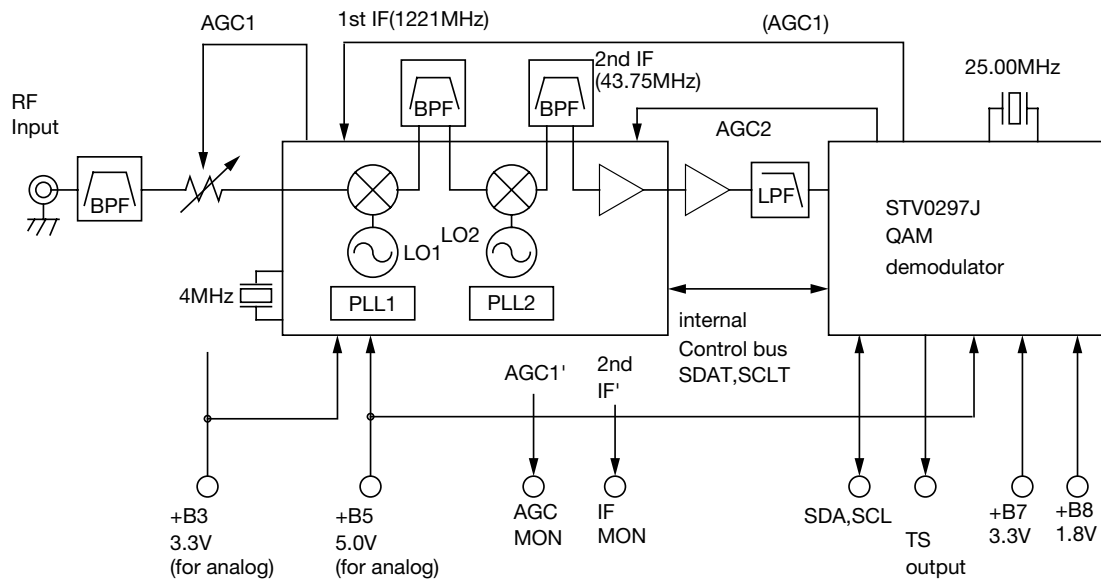 AGC1
1st IF(1221MHz)
(AGC1)
2nd IF
(43.75MHz)
25.00MHz
RF
Input
BPF
BPF
AGC2
BPF
LPF
STV0297J
QAM
demodulator
LO1
LO2
4MHz
PLL1
PLL2
internal
Control bus
SDAT,SCLT
AGC1'
2nd
IF'
+B3
3.3V
(for analog)
+B5
5.0V
(for analog)
AGC
MON
IF
MON
SDA,SCL
TS
output
+B7
3.3V
+B8
1.8V